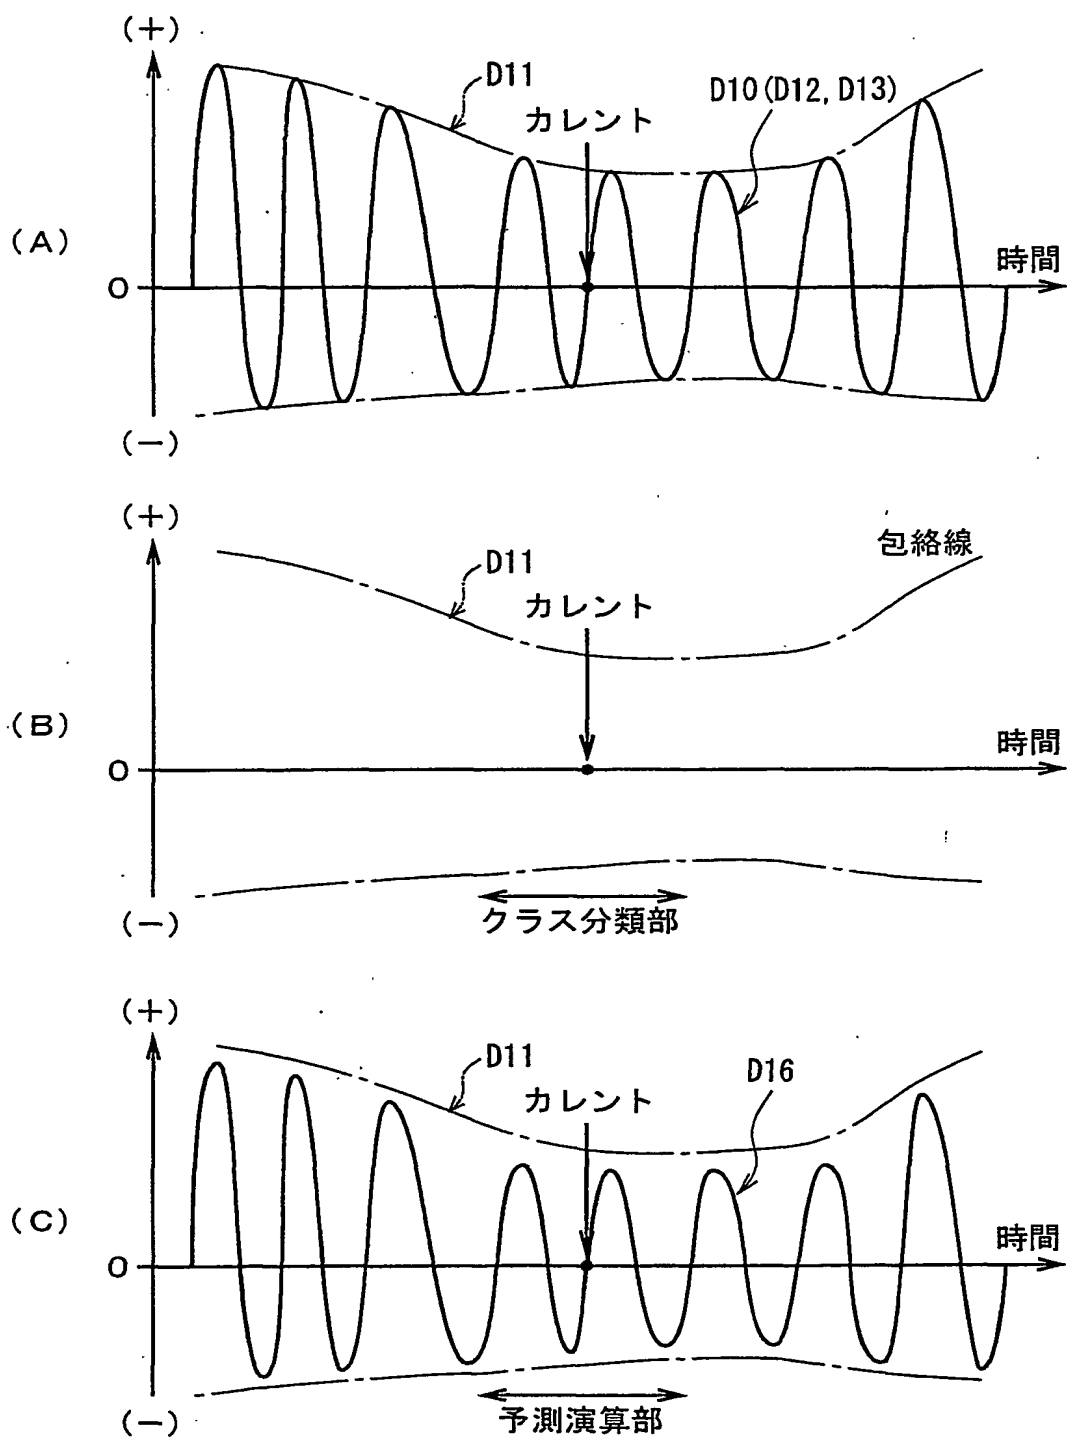 (+)
D11
D10(D12,D13)
カレント
(A)
時間
0
(−)
(+)
包絡線
D11
カレント
(B)
時間
0
クラス分類部
(−)
(+)
D11
D16
カレント
(C)
時間
0
予測演算部
(−)